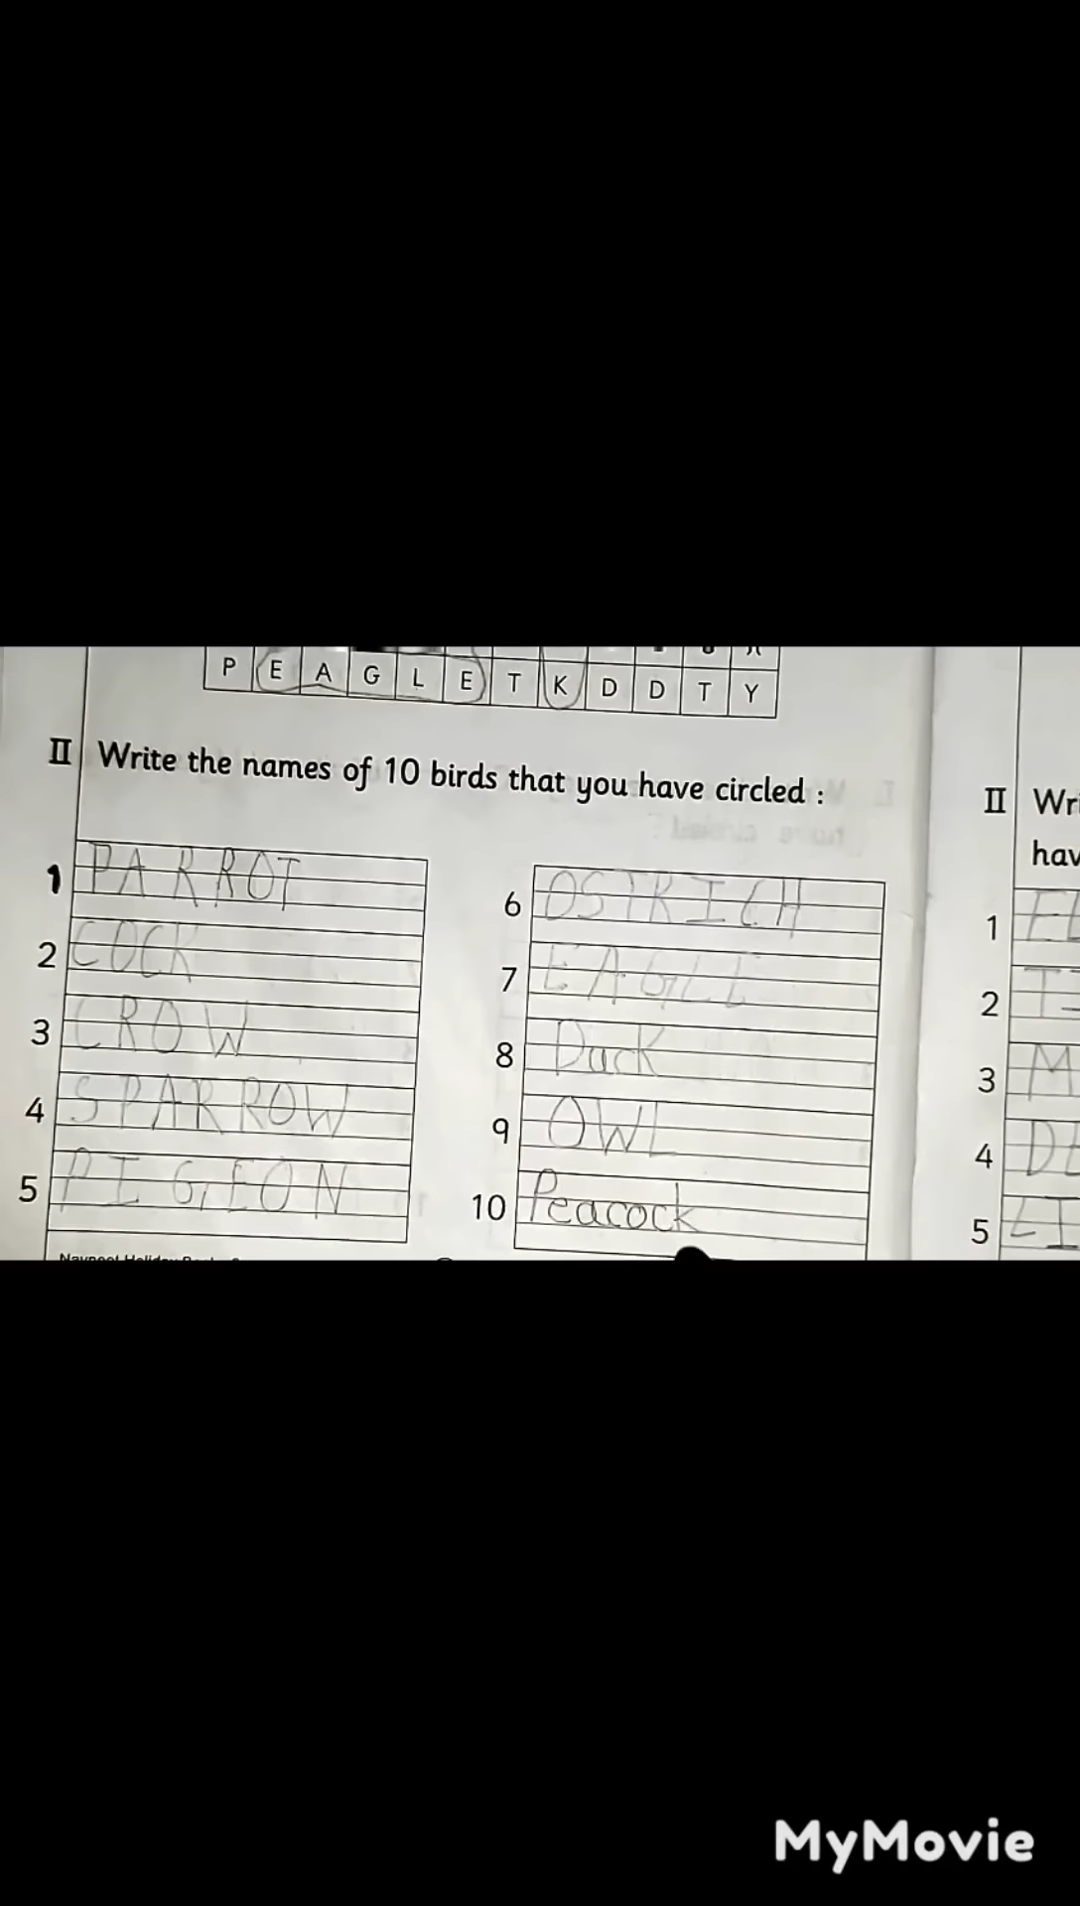 P E A G L E T K D D T Y
II Write the names of 10 birds that you have circled :
1 PARROT
2 COCK
3 CROW
4 SPARROW
5 PIGEON
6 OSTRICH
7 EAGLE
8 Duck
9 OWL
10 Peacock
II Wri
hav
1
2
3 M
4
5 LI
MyMovie